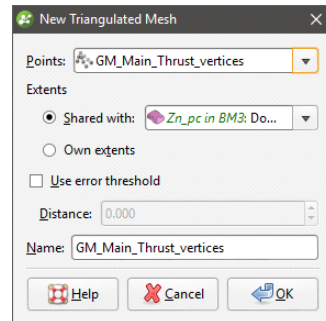 New Triangulated Mesh
Points: GM_Main_Thrust_vertices
Extents
Shared with: Zn_pc in BM3: Do...
Own extents
Use error threshold
Distance: 0.000
Name: GM_Main_Thrust_vertices
Help Cancel OK